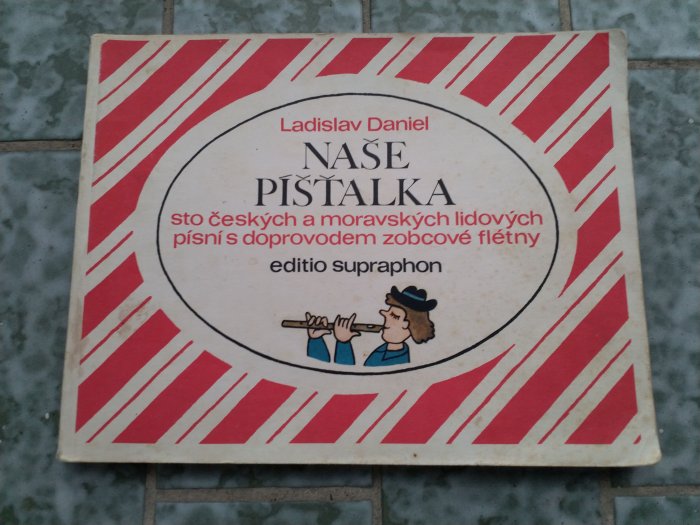 Ladislav Daniel
NAŠE
PÍŠŤALKA
sto českých a moravských lidových
písní s doprovodem zobcové flétny
editio supraphon